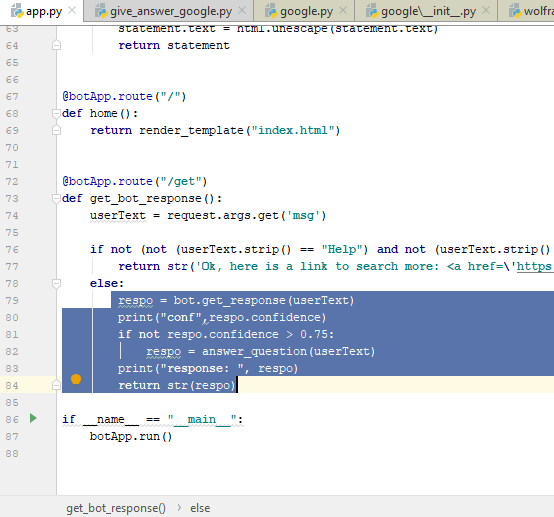 app.py give_answer_google.py google.py google\__init__.py wolfra
63 statement.text = html.unescape(statement.text)
64 return statement
65
66
67 @botApp.route("/")
68 def home():
69 return render_template("index.html")
70
71
72 @botApp.route("/get")
73 def get_bot_response():
74 userText = request.args.get('msg')
75
76 if not (not (userText.strip() == "Help") and not (userText.strip()
77 return str('Ok, here is a link to search more: <a href=\'https
78 else:
79 respo = bot.get_response(userText)
80 print("conf",respo.confidence)
81 if not respo.confidence > 0.75:
82 respo = answer_question(userText)
83 print("response: ", respo)
84 return str(respo)
85
86 if __name__ == "__main__":
87 botApp.run()
88
get_bot_response() › else